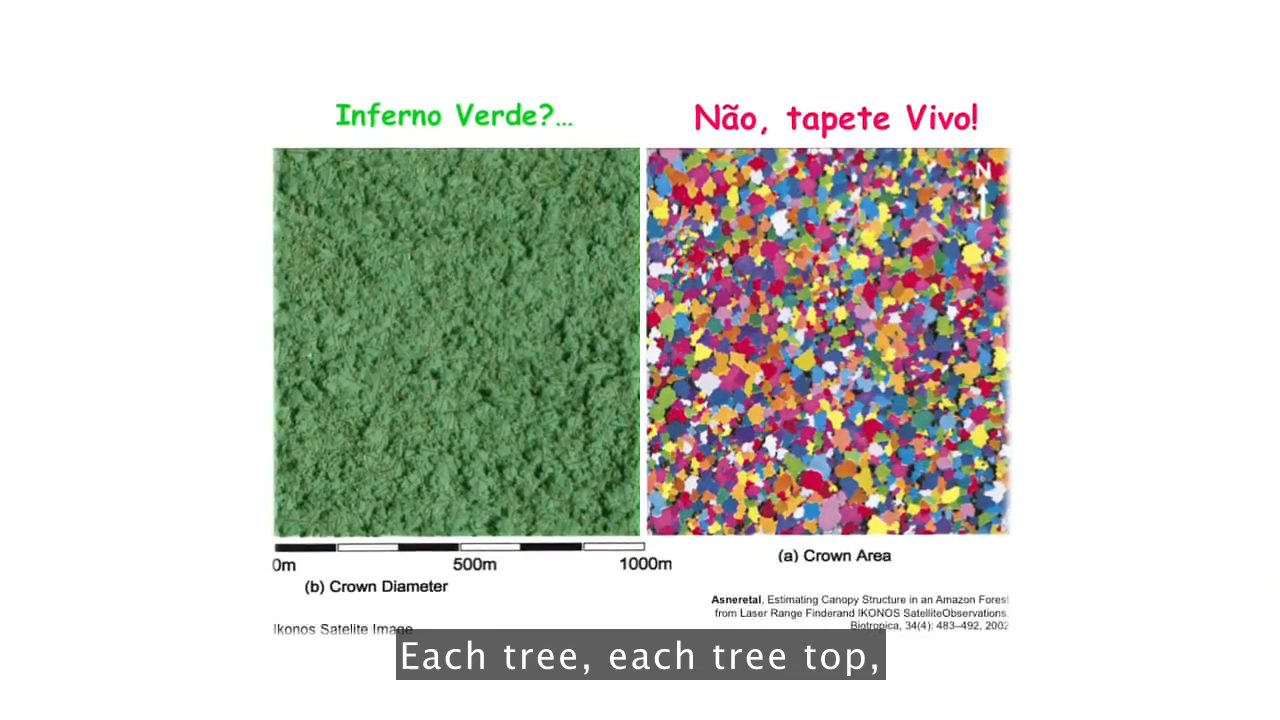 Inferno Verde?...
Não, tapete Vivo!
N
0m 500m 1000m
(b) Crown Diameter
(a) Crown Area
Asneretal, Estimating Canopy Structure in an Amazon Forest
from Laser Range Finderand IKONOS SatelliteObservations.
Biotropica, 34(4): 483–492, 2002
Ikonos Satelite Image
Each tree, each tree top,